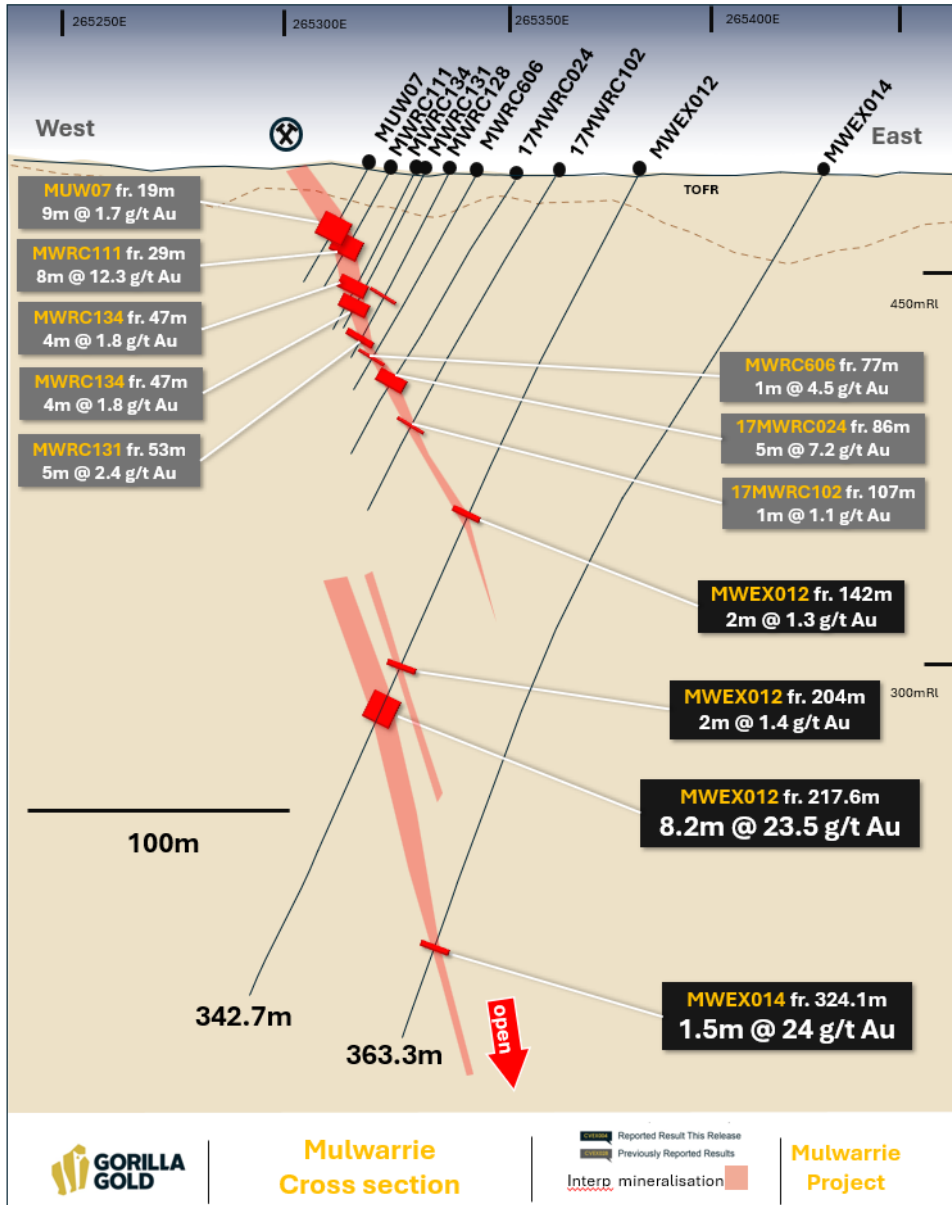 265250E
265300E
265350E
265400E
MUW07
MWRC111
MWRC134
MWRC131
MWRC128
MWRC606
17MWRC024
17MWRC102
MWEX012
MWEX014
West
East
TOFR
MUW07 fr. 19m
9m @ 1.7 g/t Au
MWRC111 fr. 29m
8m @ 12.3 g/t Au
MWRC134 fr. 47m
4m @ 1.8 g/t Au
MWRC134 fr. 47m
4m @ 1.8 g/t Au
MWRC131 fr. 53m
5m @ 2.4 g/t Au
450mRl
MWRC606 fr. 77m
1m @ 4.5 g/t Au
17MWRC024 fr. 86m
5m @ 7.2 g/t Au
17MWRC102 fr. 107m
1m @ 1.1 g/t Au
MWEX012 fr. 142m
2m @ 1.3 g/t Au
300mRl
MWEX012 fr. 204m
2m @ 1.4 g/t Au
MWEX012 fr. 217.6m
8.2m @ 23.5 g/t Au
100m
MWEX014 fr. 324.1m
1.5m @ 24 g/t Au
342.7m
363.3m
open
GORILLA
GOLD
Mulwarrie
Cross section
Reported Result This Release
Previously Reported Results
Interp mineralisation
Mulwarrie
Project